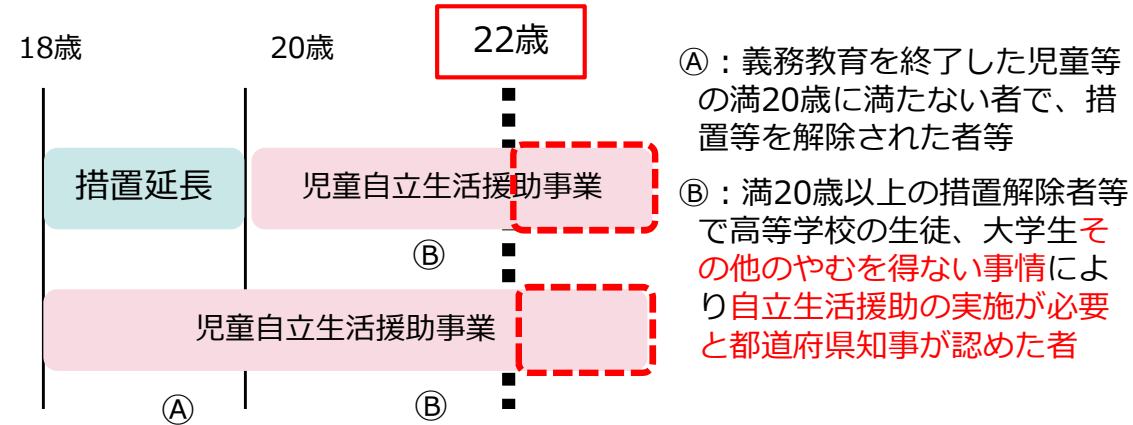 18歳
20歳
22歳
措置延長
児童自立生活援助事業
Ⓑ
児童自立生活援助事業
Ⓐ
Ⓑ
Ⓐ：義務教育を終了した児童等
の満20歳に満たない者で、措
置等を解除された者等
Ⓑ：満20歳以上の措置解除者等
で高等学校の生徒、大学生そ
の他のやむを得ない事情によ
り自立生活援助の実施が必要
と都道府県知事が認めた者